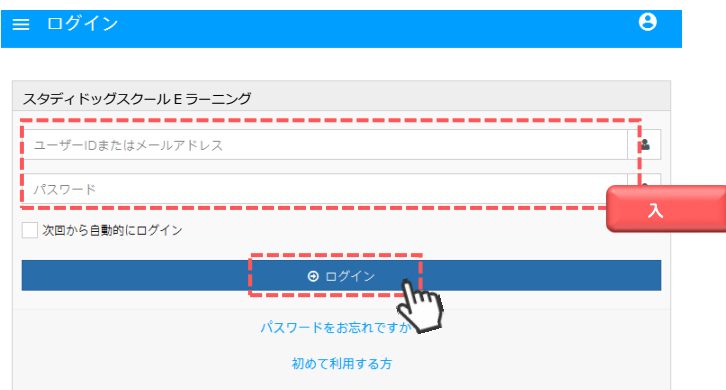 ログイン
スタディドッグスクールEラーニング
ユーザーIDまたはメールアドレス
パスワード
入
次回から自動的にログイン
ログイン
パスワードをお忘れですか
初めて利用する方